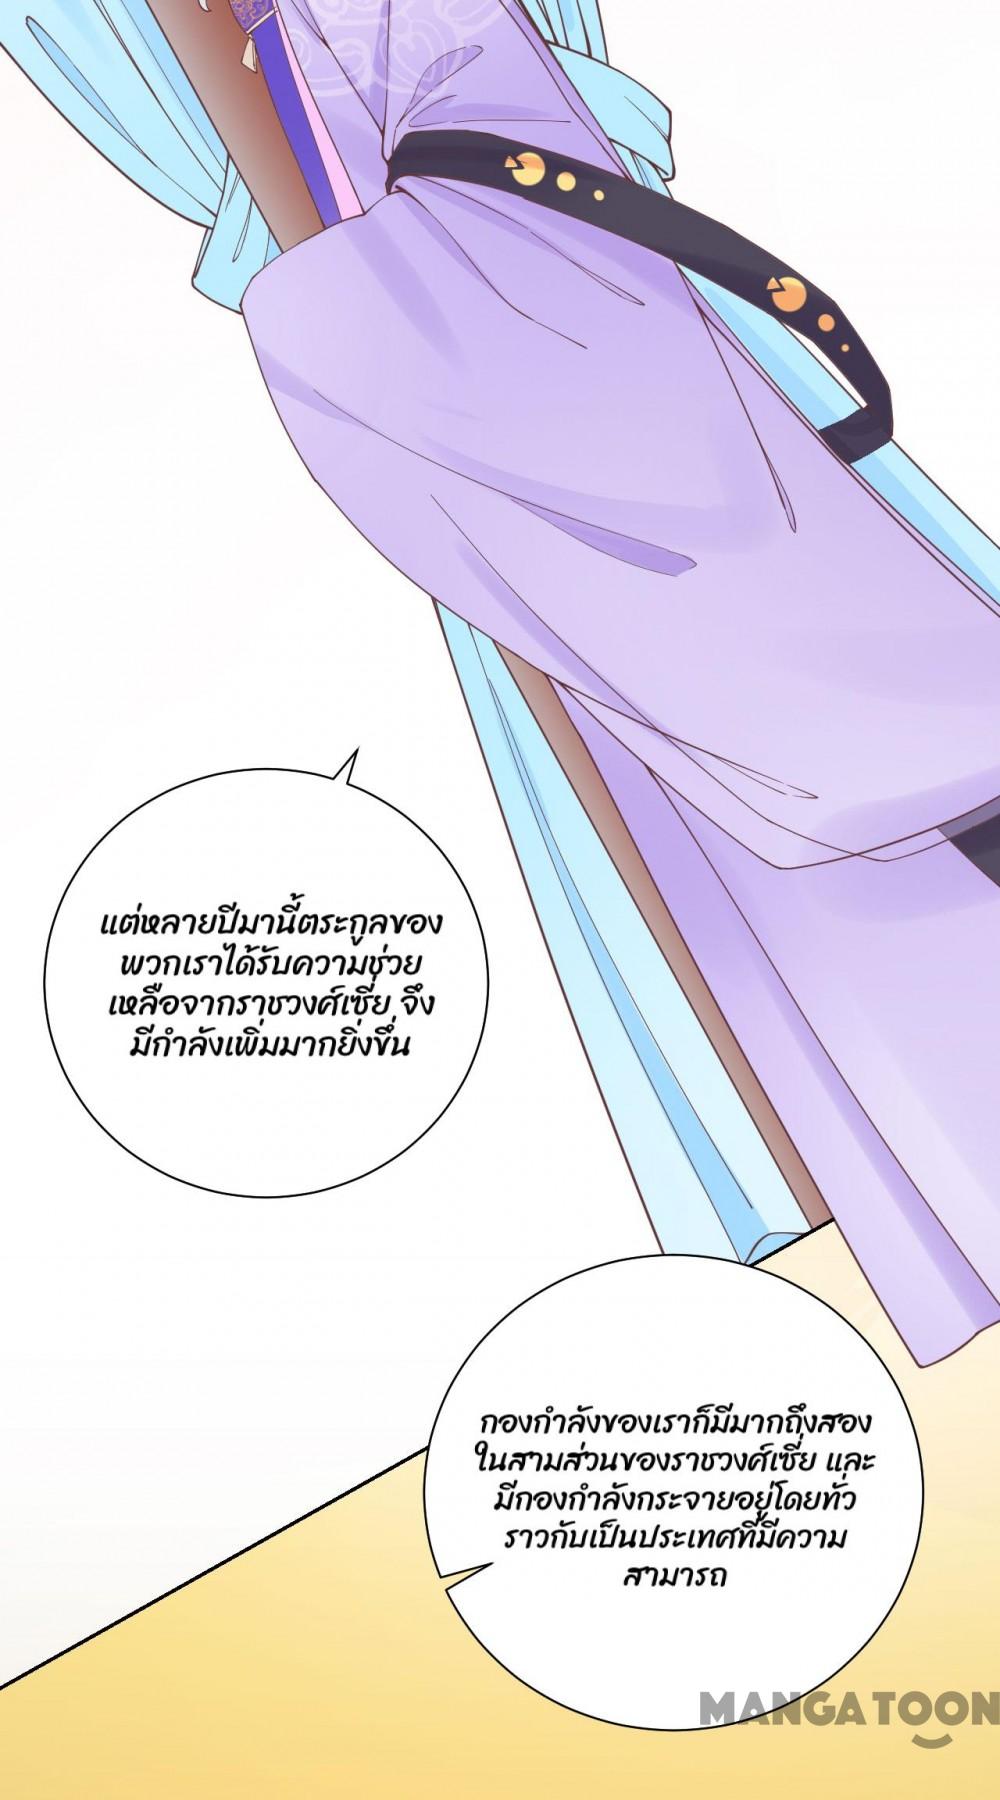 แต่หลายปีมานี้ตระกูลของ
พวกเราได้รับความช่วย
เหลือจากราชวงศ์เซี่ย จึง
มีกำลังเพิ่มมากยิ่งขึ้น
กองกำลังของเราก็มีมากถึงสอง
ในสามส่วนของราชวงศ์เซี่ย และ
มีกองกำลังกระจายอยู่โดยทั่ว
ราวกับเป็นประเทศที่มีความ
สามารถ
MANGATOON